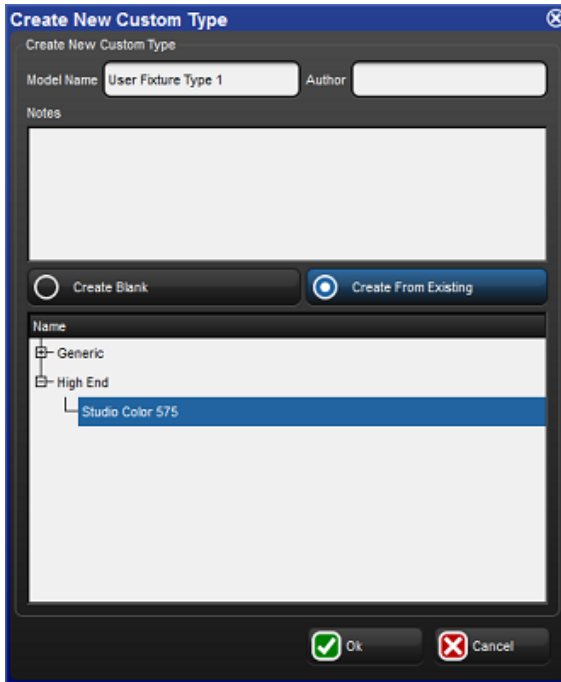 Create New Custom Type
Create New Custom Type
Model Name User Fixture Type 1 Author
Notes
Create Blank Create From Existing
Name
Generic
High End
Studio Color 575
Ok Cancel